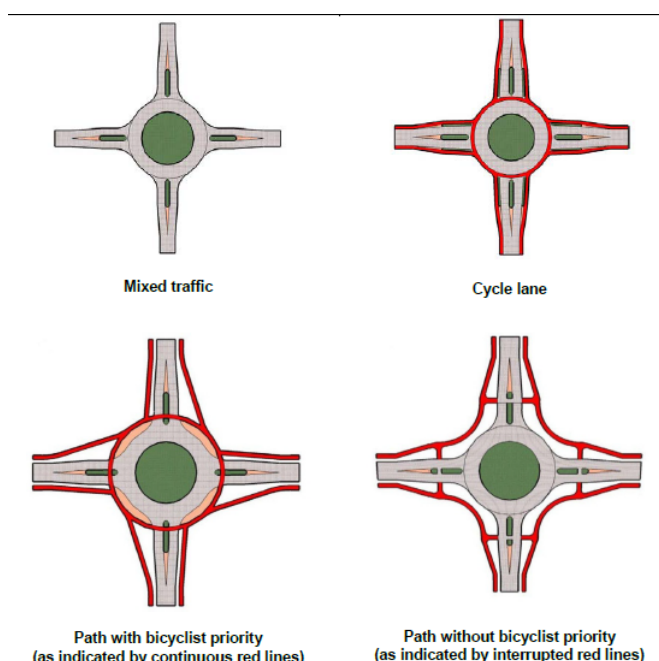 Mixed traffic
Cycle lane
Path with bicyclist priority
(as indicated by continuous red lines)
Path without bicyclist priority
(as indicated by interrupted red lines)